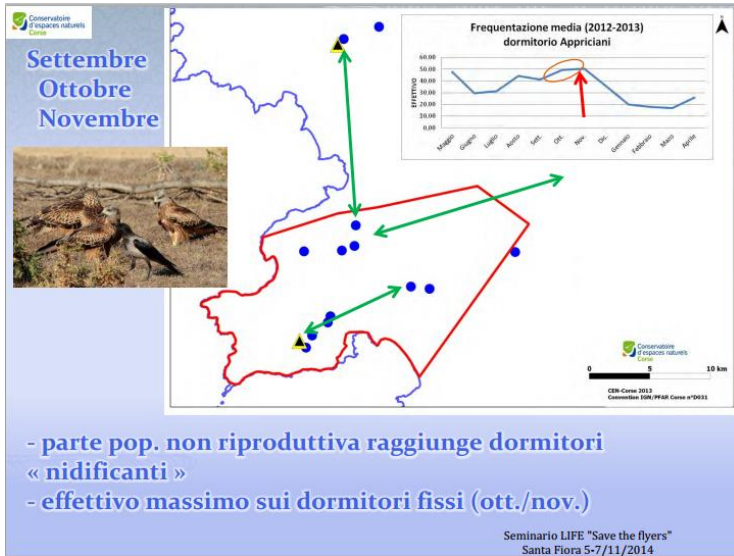 Conservatoire
d'espaces naturels
Corse
Settembre
Ottobre
Novembre
Frequentazione media (2012-2013)
dormitorio Appriciani
N
EFFETTIVO
60,00
50,00
40,00
30,00
20,00
10,00
0,00
Maggio
Giugno
Luglio
Aosto
Sett.
Ott.
Nov.
Dic.
Gennaio
Febbraio
Marzo
Aprile
Conservatoire
d'espaces naturels
Corse
0 5 10 km
CEN-Corse 2013
Convention IGN/PFAR Corse n°D031
- parte pop. non riproduttiva raggiunge dormitori
« nidificanti »
- effettivo massimo sui dormitori fissi (ott./nov.)
Seminario LIFE "Save the flyers"
Santa Fiora 5-7/11/2014